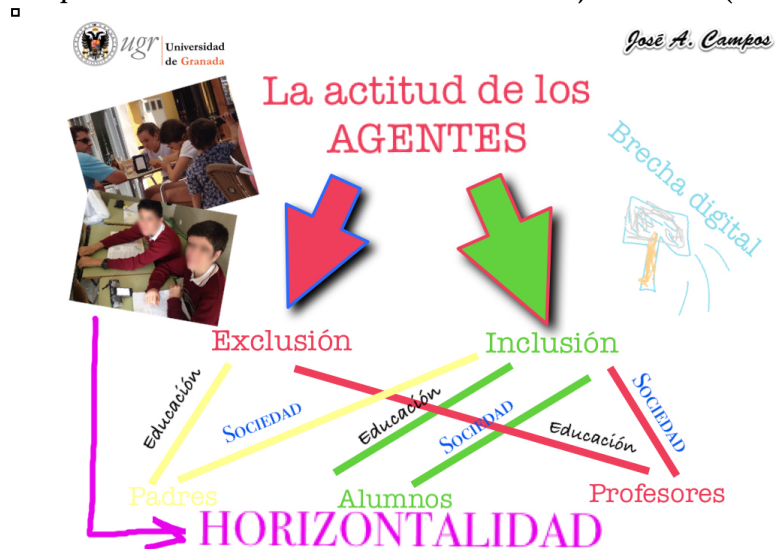 ugr Universidad
de Granada
José A. Campos
La actitud de los
AGENTES
Brecha digital
Exclusión
Inclusión
Educación
Sociedad
Educación
Sociedad
Educación
Sociedad
Padres
Alumnos
Profesores
HORIZONTALIDAD